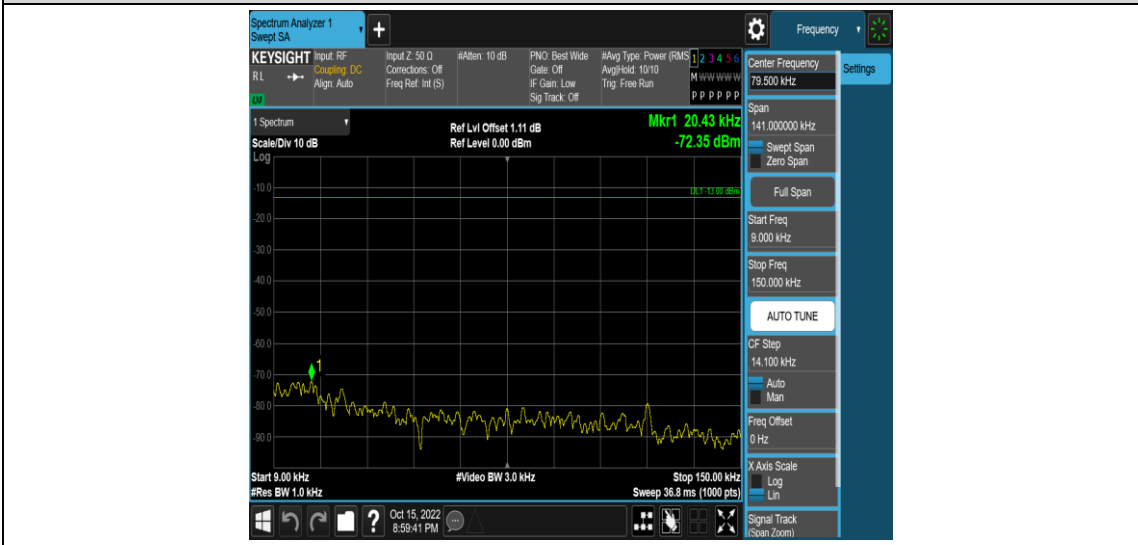 Spectrum Analyzer 1
Swept SA
+
Frequency
KEYSIGHT
RL
Input: RF
Coupling: DC
Align: Auto
Input Z: 50 Ω
Corrections: Off
Freq Ref: Int (S)
#Atten: 10 dB
PNO: Best Wide
Gate: Off
IF Gain: Low
Sig Track: Off
#Avg Type: Power (RMS
Avg|Hold: 10/10
Trig: Free Run
1 2 3 4 5 6
M W W W W W
P P P P P P
Center Frequency
79.500 kHz
Settings
Span
141.000000 kHz
Swept Span
Zero Span
Full Span
Start Freq
9.000 kHz
Stop Freq
150.000 kHz
AUTO TUNE
CF Step
14.100 kHz
Auto
Man
Freq Offset
0 Hz
X Axis Scale
Log
Lin
Signal Track
(Span Zoom)
1 Spectrum
Scale/Div 10 dB
Log
Ref Lvl Offset 1.11 dB
Ref Level 0.00 dBm
Mkr1 20.43 kHz
-72.35 dBm
DL1 -13.00 dBm
-10.0
-20.0
-30.0
-40.0
-50.0
-60.0
-70.0
-80.0
-90.0
1
Start 9.00 kHz
#Video BW 3.0 kHz
Stop 150.00 kHz
#Res BW 1.0 kHz
Sweep 36.8 ms (1000 pts)
?
Oct 15, 2022
8:59:41 PM